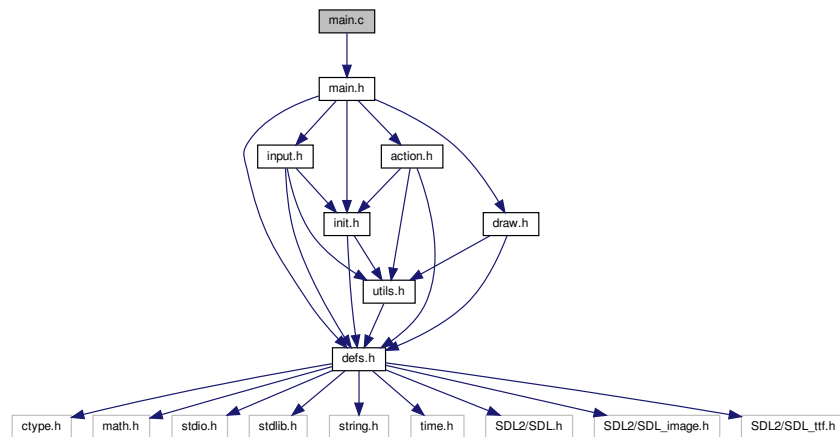 main.c
main.h
input.h
action.h
init.h
draw.h
utils.h
defs.h
ctype.h
math.h
stdio.h
stdlib.h
string.h
time.h
SDL2/SDL.h
SDL2/SDL_image.h
SDL2/SDL_ttf.h